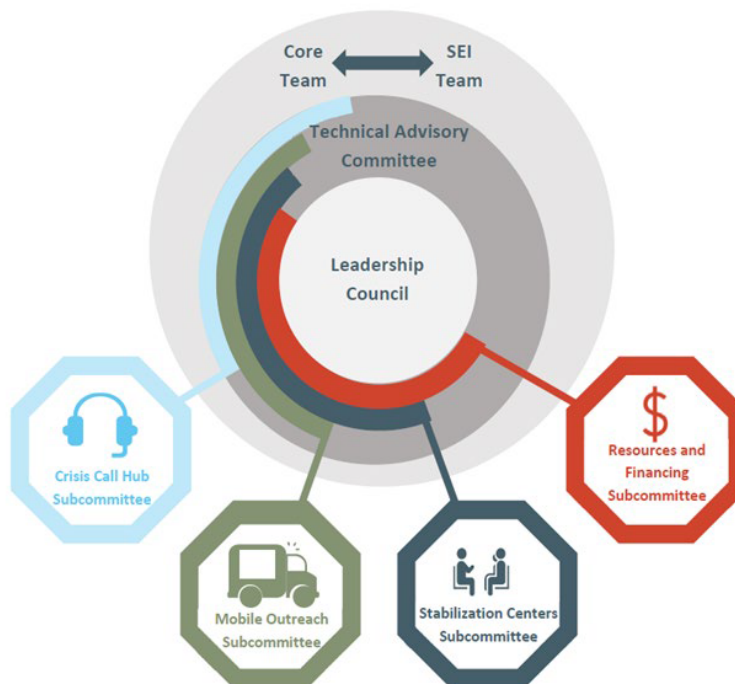 Core
Team
SEI
Team
Technical Advisory
Committee
Leadership
Council
Crisis Call Hub
Subcommittee
Mobile Outreach
Subcommittee
Stabilization Centers
Subcommittee
$
Resources and
Financing
Subcommittee